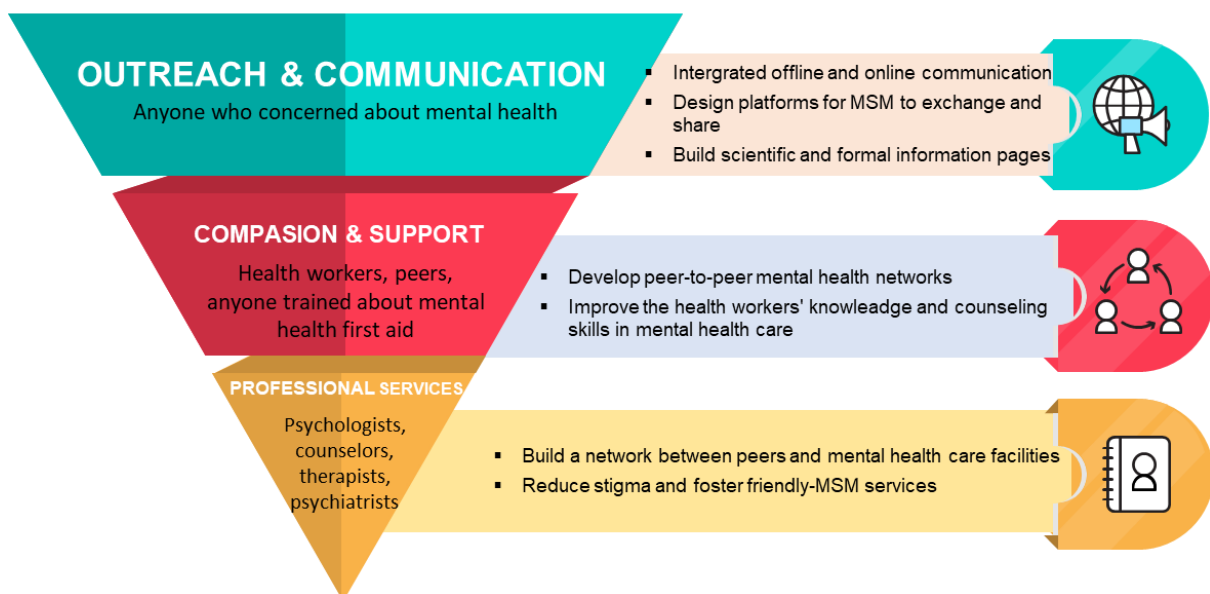 OUTREACH & COMMUNICATION
Anyone who concerned about mental health
▪ Intergrated offline and online communication
▪ Design platforms for MSM to exchange and
share
▪ Build scientific and formal information pages
COMPASION & SUPPORT
Health workers, peers,
anyone trained about mental
health first aid
▪ Develop peer-to-peer mental health networks
▪ Improve the health workers' knowleadge and counseling
skills in mental health care
PROFESSIONAL SERVICES
Psychologists,
counselors,
therapists,
psychiatrists
▪ Build a network between peers and mental health care facilities
▪ Reduce stigma and foster friendly-MSM services